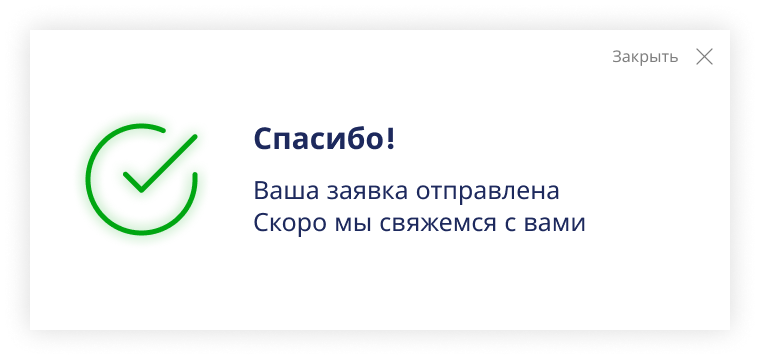 Закрыть
Спасибо!
Ваша заявка отправлена
Скоро мы свяжемся с вами